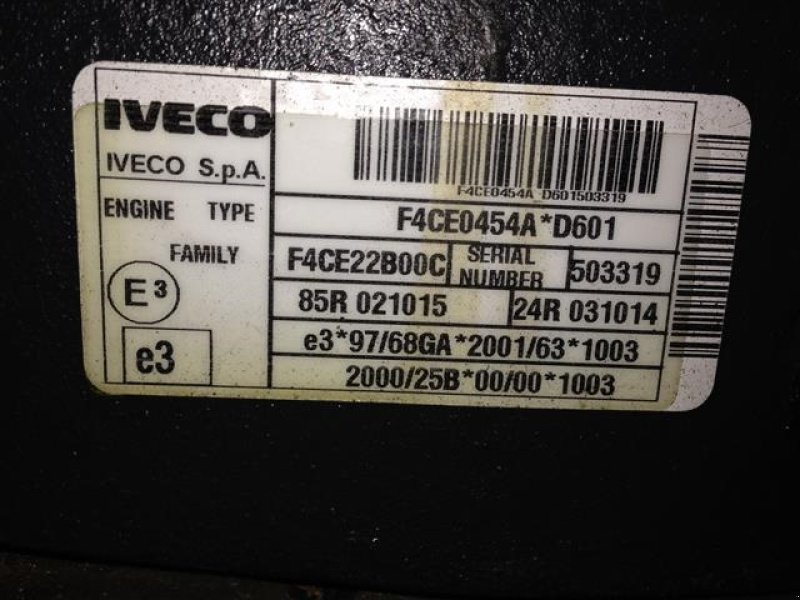 IVECO
IVECO S.p.A.
F4CE0454A*D601503319
ENGINE TYPE F4CE0454A*D601
FAMILY F4CE22B00C SERIAL NUMBER 503319
E3 85R 021015 24R 031014
e3*97/68GA*2001/63*1003
e3 2000/25B*00/00*1003